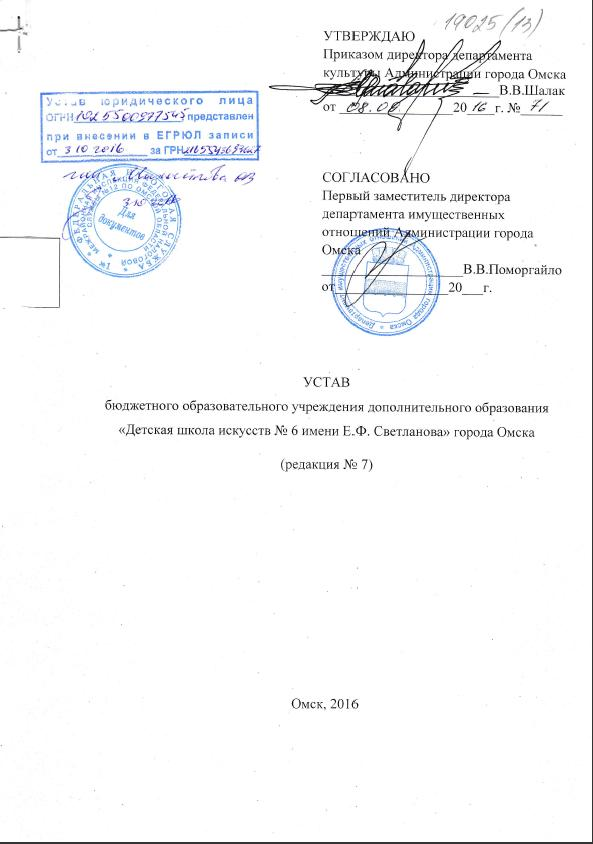 19025 (13)
УТВЕРЖДАЮ
Приказом директора департамента
культуры Администрации города Омска
В.В.Шалак
от 20 16 г. № 71
Устав юридического лица
ОГРН 1025500977545 представлен
при внесении в ЕГРЮЛ записи
от 3 10 2016 за ГРН
Для
документов
СОГЛАСОВАНО
Первый заместитель директора
департамента имущественных
отношений Администрации города
Омска
В.В.Поморгайло
от 20 г.
УСТАВ
бюджетного образовательного учреждения дополнительного образования
«Детская школа искусств № 6 имени Е.Ф. Светланова» города Омска
(редакция № 7)
Омск, 2016